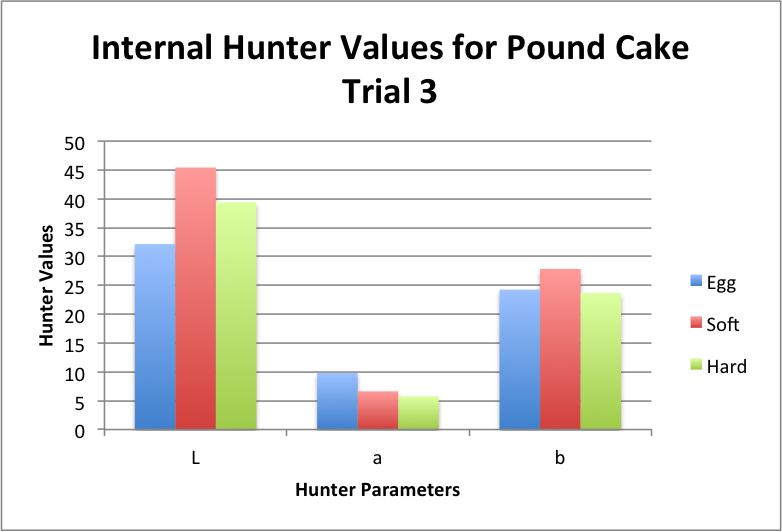 Internal Hunter Values for Pound Cake
Trial 3
50
45
40
35
30
25
20
15
10
5
0
Hunter Values
L
a
b
Hunter Parameters
Egg
Soft
Hard